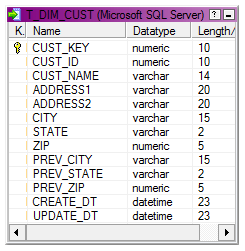 T_DIM_CUST (Microsoft SQL Server)
K. Name Datatype Length/
CUST_KEY numeric 10
CUST_ID numeric 10
CUST_NAME varchar 14
ADDRESS1 varchar 20
ADDRESS2 varchar 20
CITY varchar 15
STATE varchar 2
ZIP numeric 5
PREV_CITY varchar 15
PREV_STATE varchar 2
PREV_ZIP numeric 5
CREATE_DT datetime 23
UPDATE_DT datetime 23